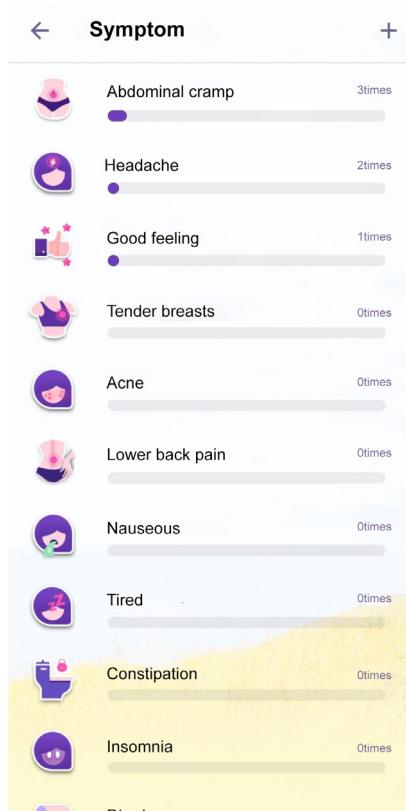 Symptom
Abdominal cramp 3times
Headache 2times
Good feeling 1times
Tender breasts 0times
Acne 0times
Lower back pain 0times
Nauseous 0times
Tired 0times
Constipation 0times
Insomnia 0times